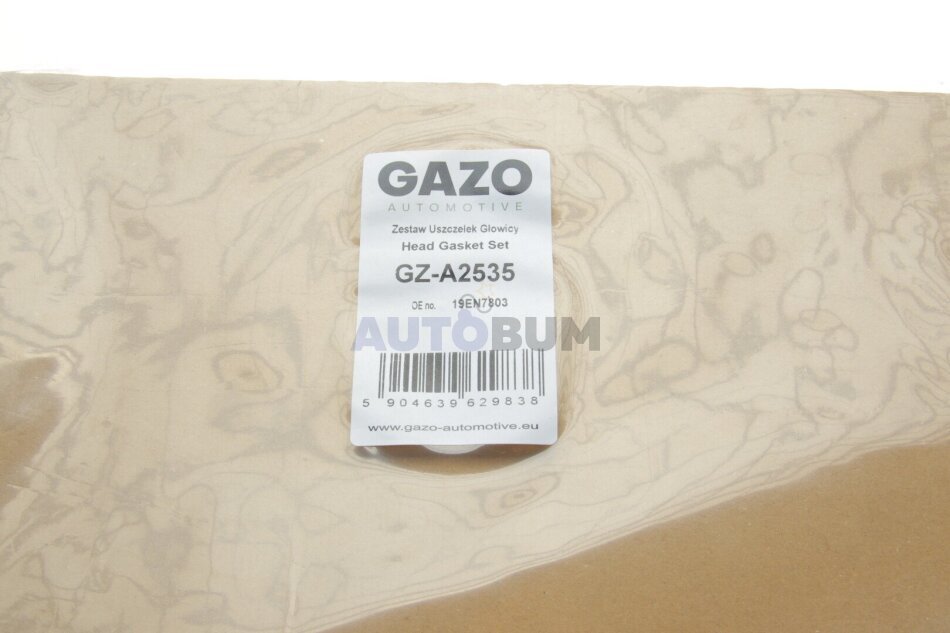 GAZO
AUTOMOTIVE
Zestaw Uszczelek Głowicy
Head Gasket Set
GZ-A2535
OE no. 19EN7803
AUTOBUM
5 904639 629838
www.gazo-automotive.eu